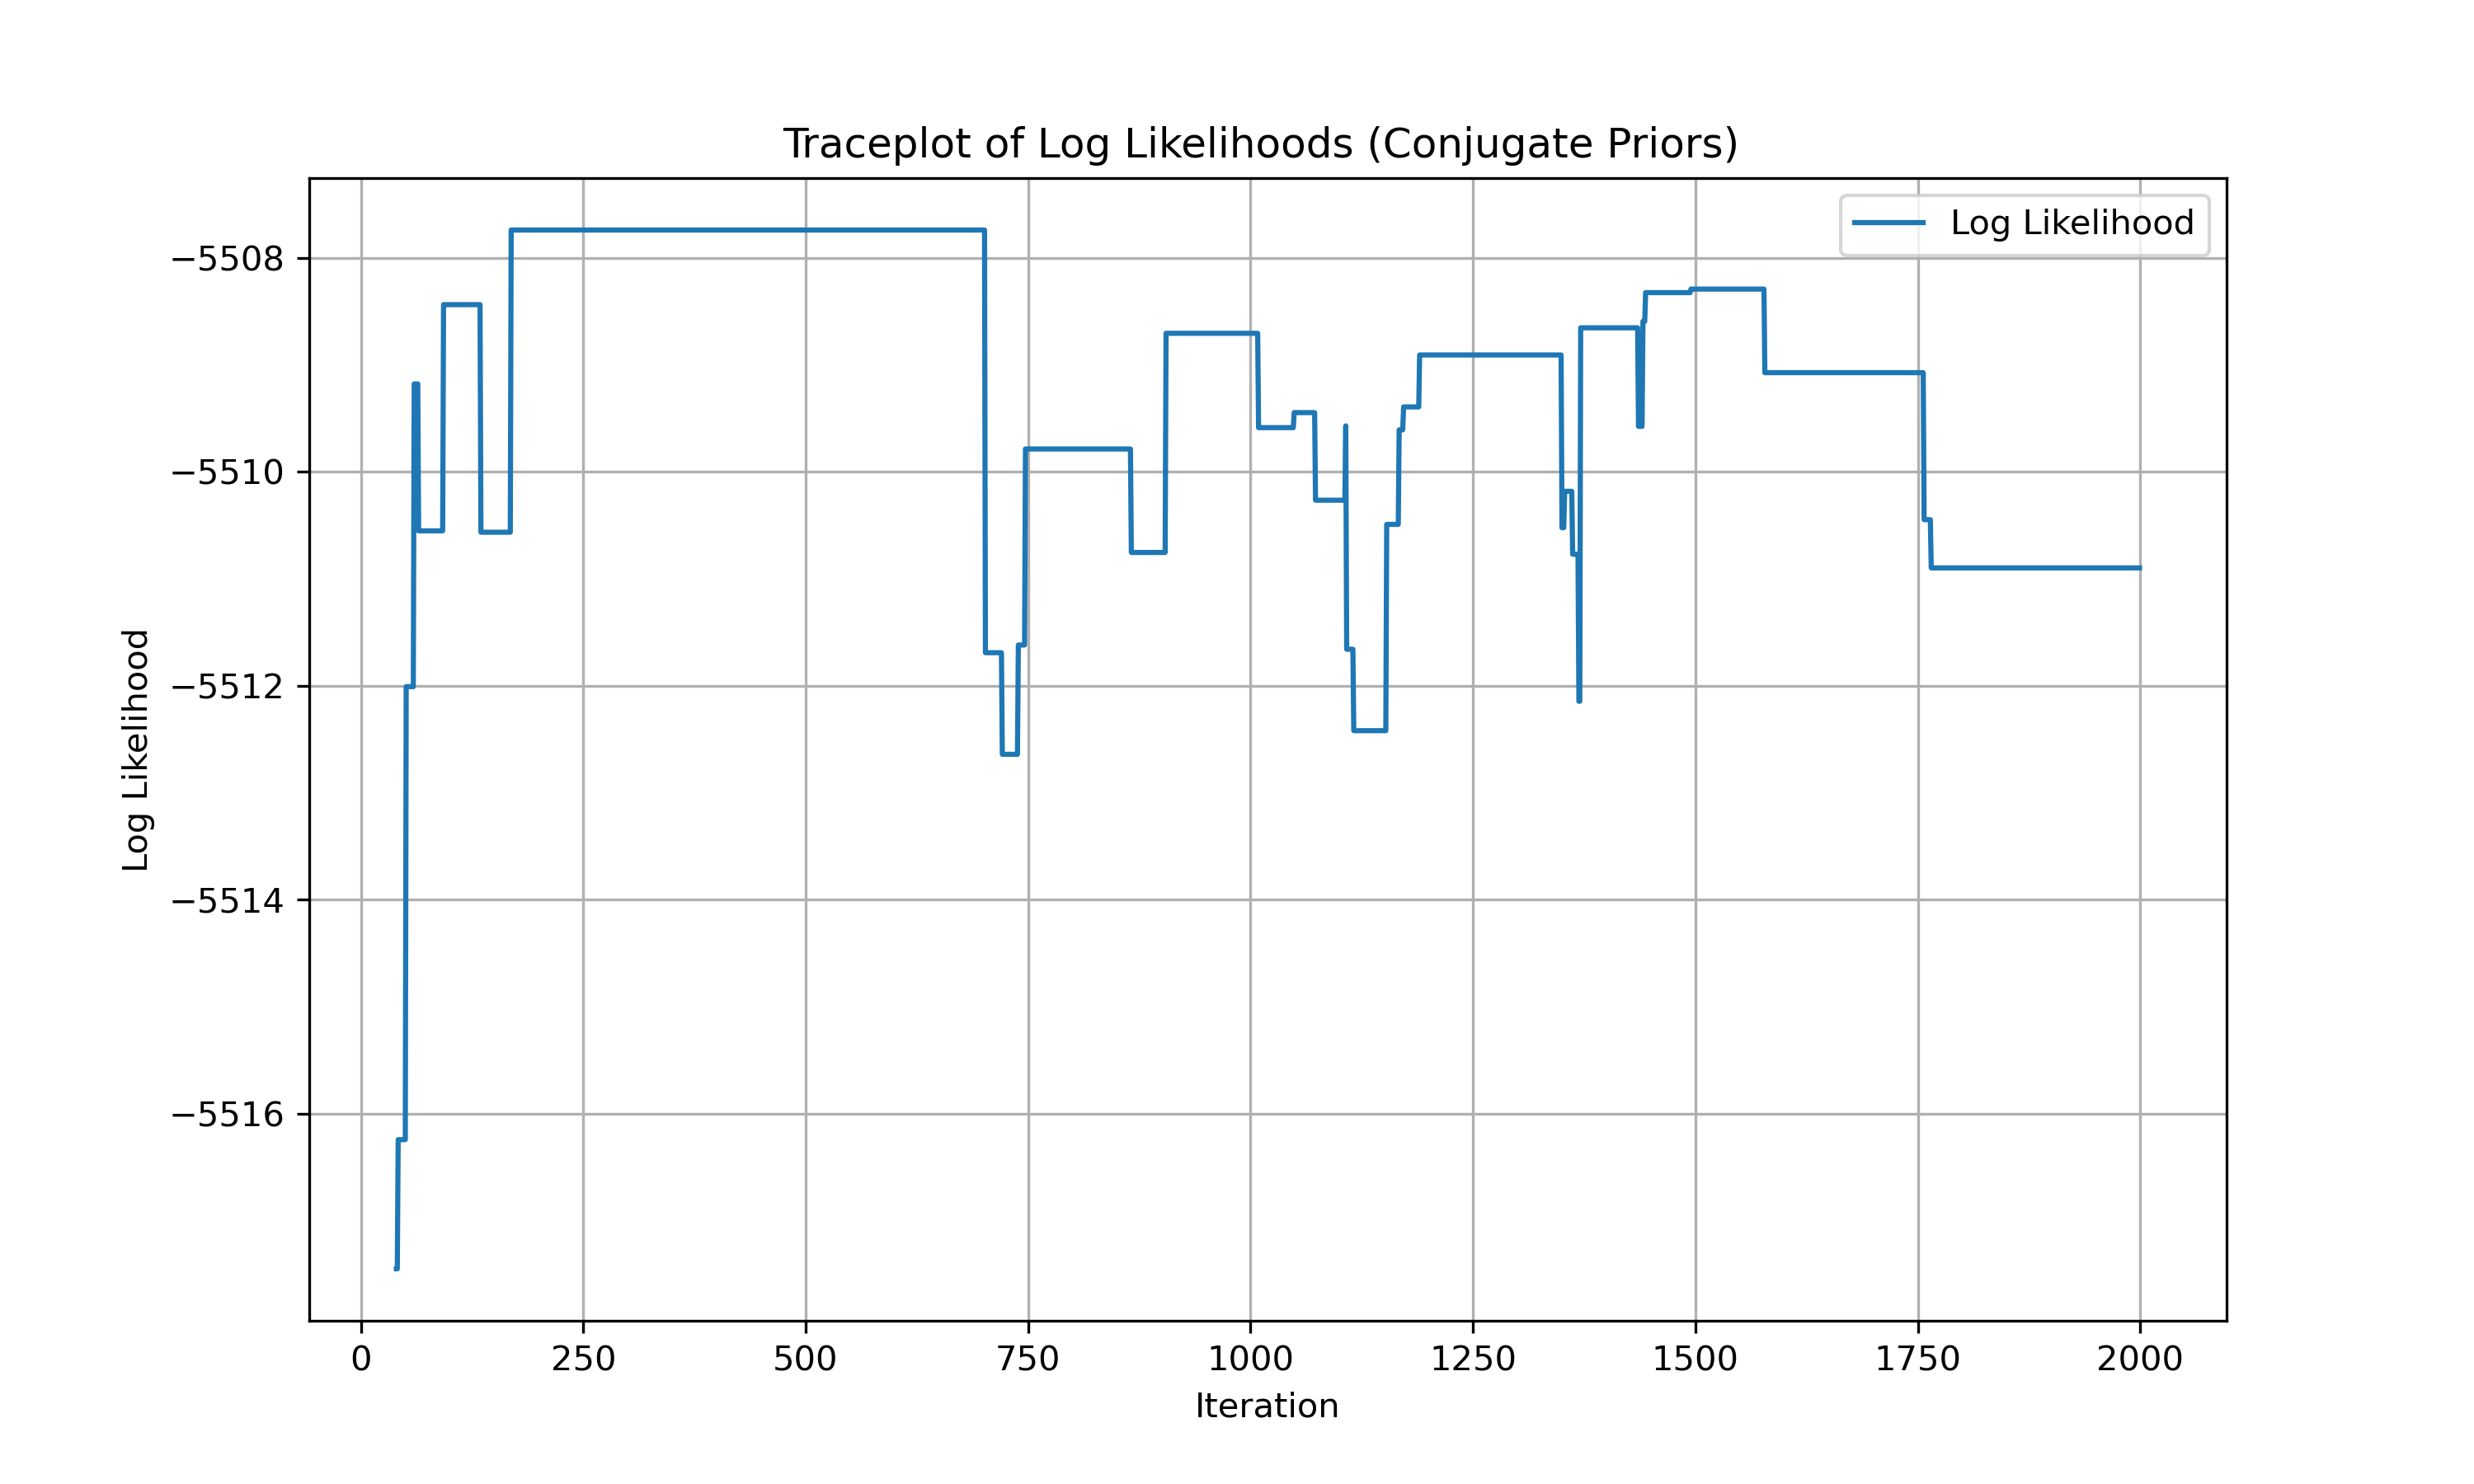 Traceplot of Log Likelihoods (Conjugate Priors)
Log Likelihood
−5508
−5510
−5512
−5514
−5516
Log Likelihood
0 250 500 750 1000 1250 1500 1750 2000
Iteration